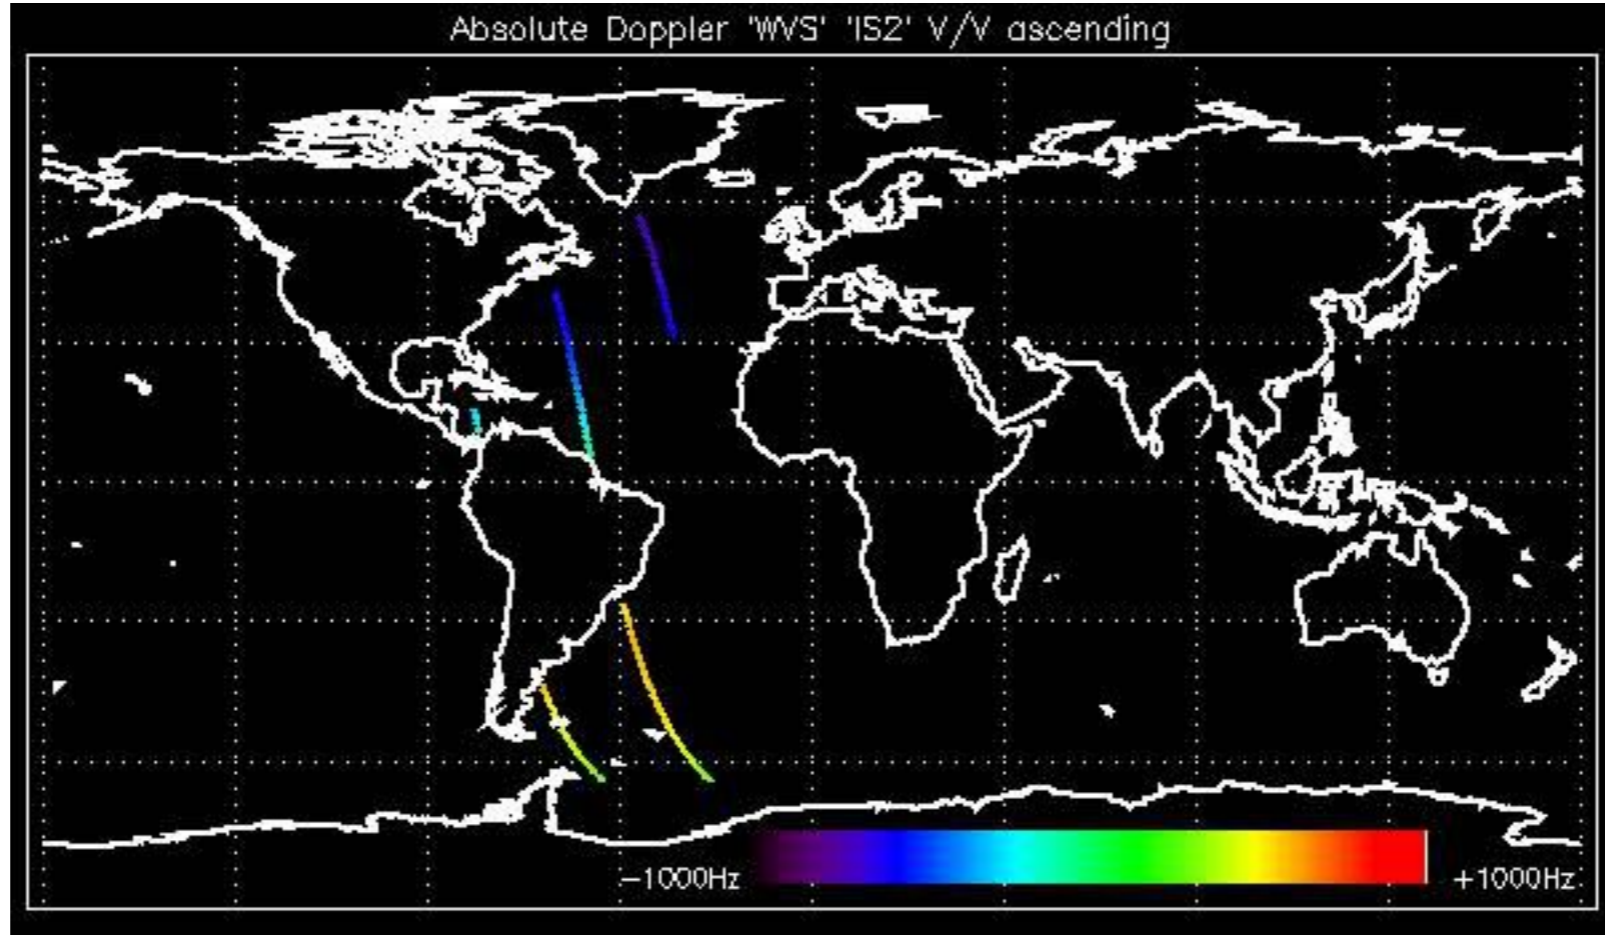 Absolute Doppler 'WVS' 'IS2' V/V ascending
-1000Hz +1000Hz